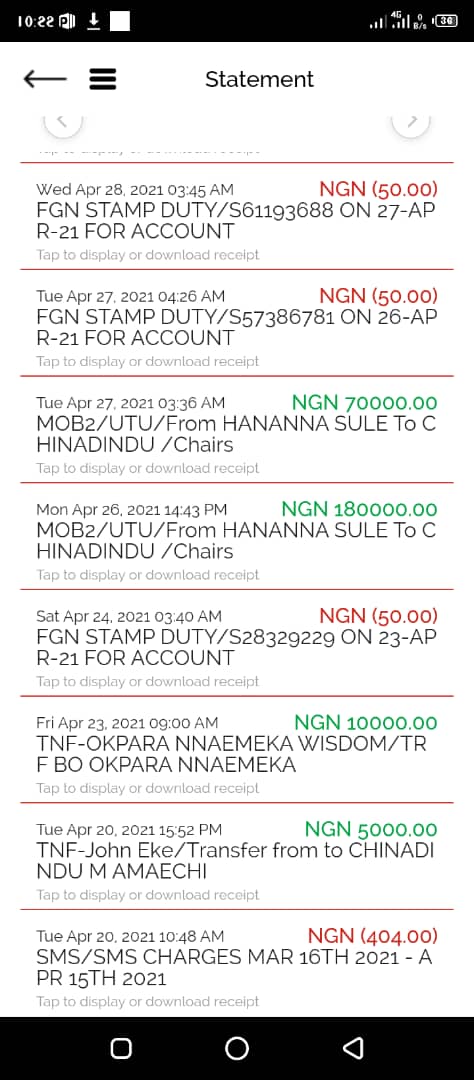 10:22
4G
0
B/s
36
Statement
Wed Apr 28, 2021 03:45 AM
NGN (50.00)
FGN STAMP DUTY/S61193688 ON 27-AP
R-21 FOR ACCOUNT
Tap to display or download receipt
Tue Apr 27, 2021 04:26 AM
NGN (50.00)
FGN STAMP DUTY/S57386781 ON 26-AP
R-21 FOR ACCOUNT
Tap to display or download receipt
Tue Apr 27, 2021 03:36 AM
NGN 70000.00
MOB2/UTU/From HANANNA SULE To C
HINADINDU /Chairs
Tap to display or download receipt
Mon Apr 26, 2021 14:43 PM
NGN 180000.00
MOB2/UTU/From HANANNA SULE To C
HINADINDU /Chairs
Tap to display or download receipt
Sat Apr 24, 2021 03:40 AM
NGN (50.00)
FGN STAMP DUTY/S28329229 ON 23-AP
R-21 FOR ACCOUNT
Tap to display or download receipt
Fri Apr 23, 2021 09:00 AM
NGN 10000.00
TNF-OKPARA NNAEMEKA WISDOM/TR
F BO OKPARA NNAEMEKA
Tap to display or download receipt
Tue Apr 20, 2021 15:52 PM
NGN 5000.00
TNF-John Eke/Transfer from to CHINADI
NDU M AMAECHI
Tap to display or download receipt
Tue Apr 20, 2021 10:48 AM
NGN (404.00)
SMS/SMS CHARGES MAR 16TH 2021 - A
PR 15TH 2021
Tap to display or download receipt